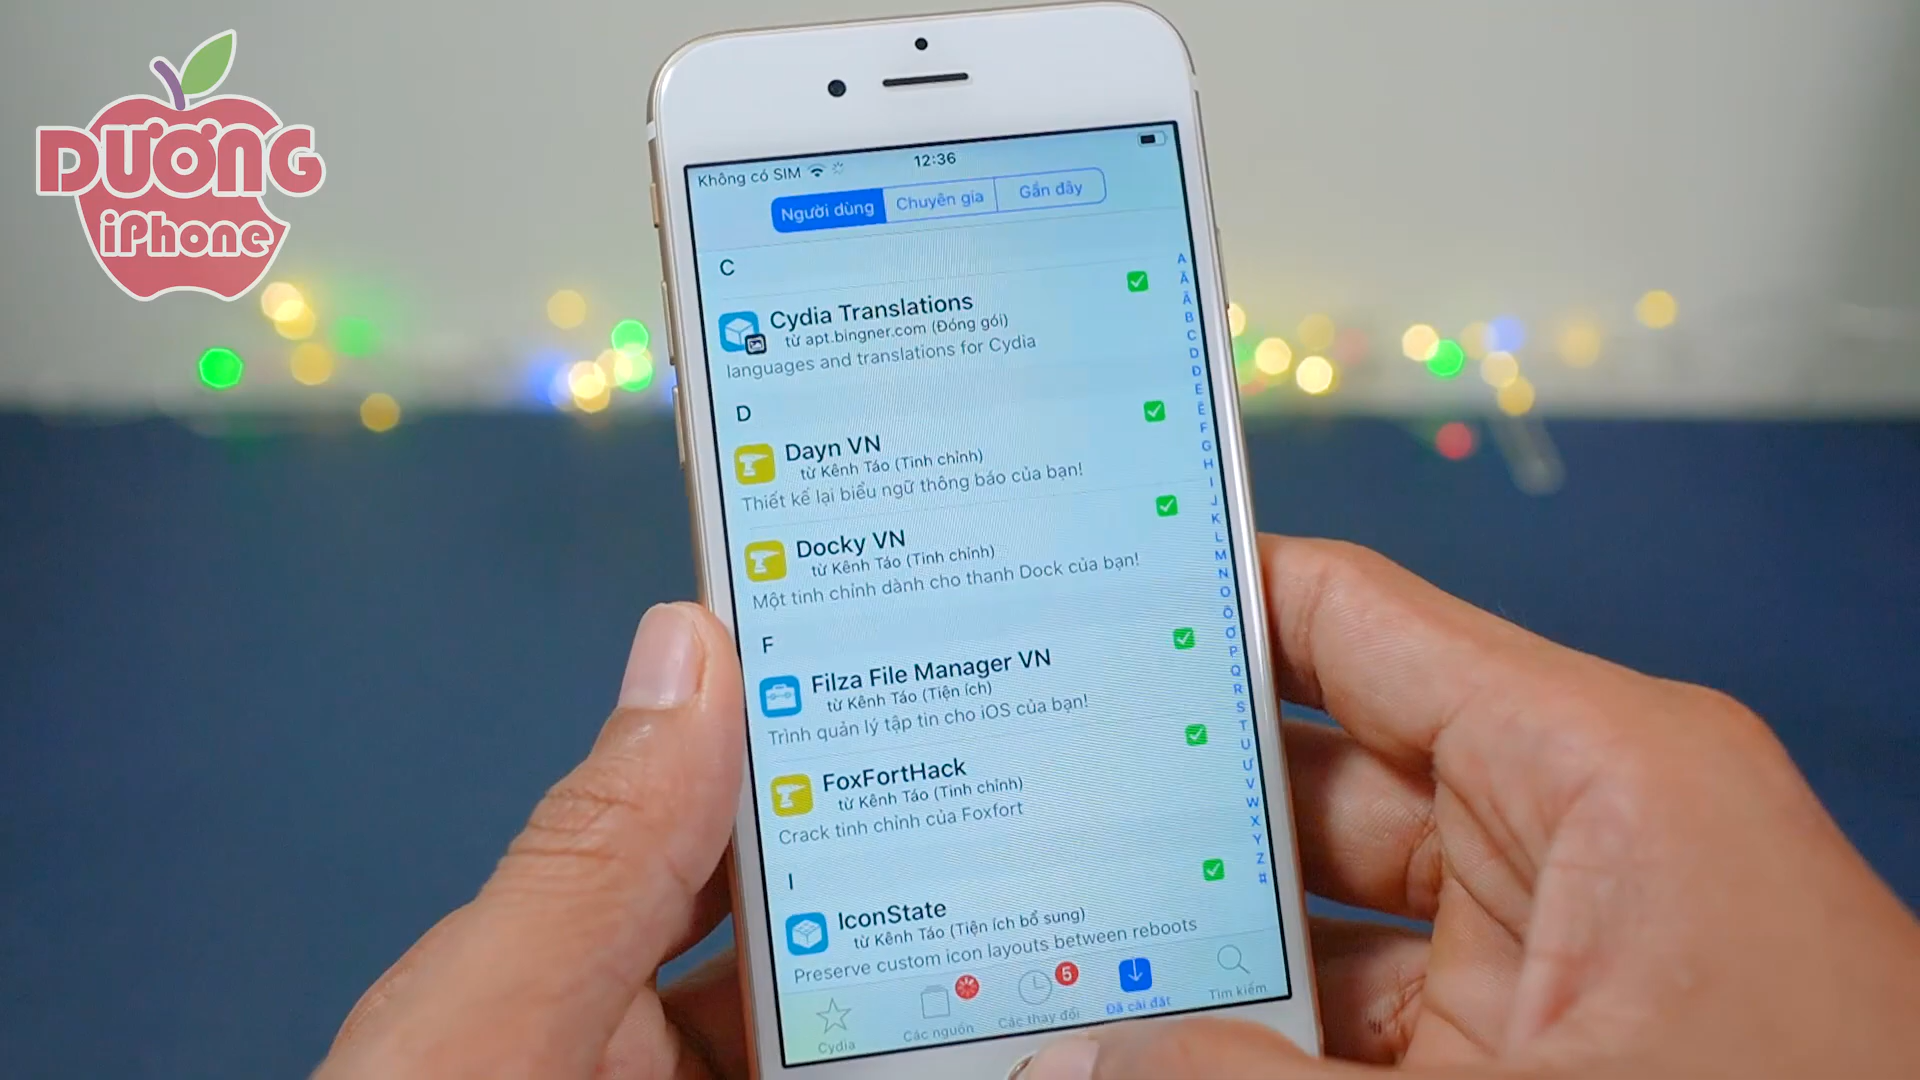 DƯƠNG
iPhone
Không có SIM
12:36
Người dùng
Chuyên gia
Gần đây
C
Cydia Translations
từ apt.bingner.com (Đóng gói)
languages and translations for Cydia
D
Dayn VN
từ Kênh Táo (Tinh chỉnh)
Thiết kế lại biểu ngữ thông báo của bạn!
Docky VN
từ Kênh Táo (Tinh chỉnh)
Một tinh chỉnh dành cho thanh Dock của bạn!
F
Filza File Manager VN
từ Kênh Táo (Tiện ích)
Trình quản lý tập tin cho iOS của bạn!
FoxFortHack
từ Kênh Táo (Tinh chỉnh)
Crack tinh chỉnh của Foxfort
I
IconState
từ Kênh Táo (Tiện ích bổ sung)
Preserve custom icon layouts between reboots
A
Ă
Â
B
C
D
Đ
E
Ê
F
G
H
I
J
K
L
M
N
O
Ô
Ơ
P
Q
R
S
T
U
Ư
V
W
X
Y
Z
#
Cydia
Các nguồn
5
Các thay đổi
Đã cài đặt
Tìm kiếm